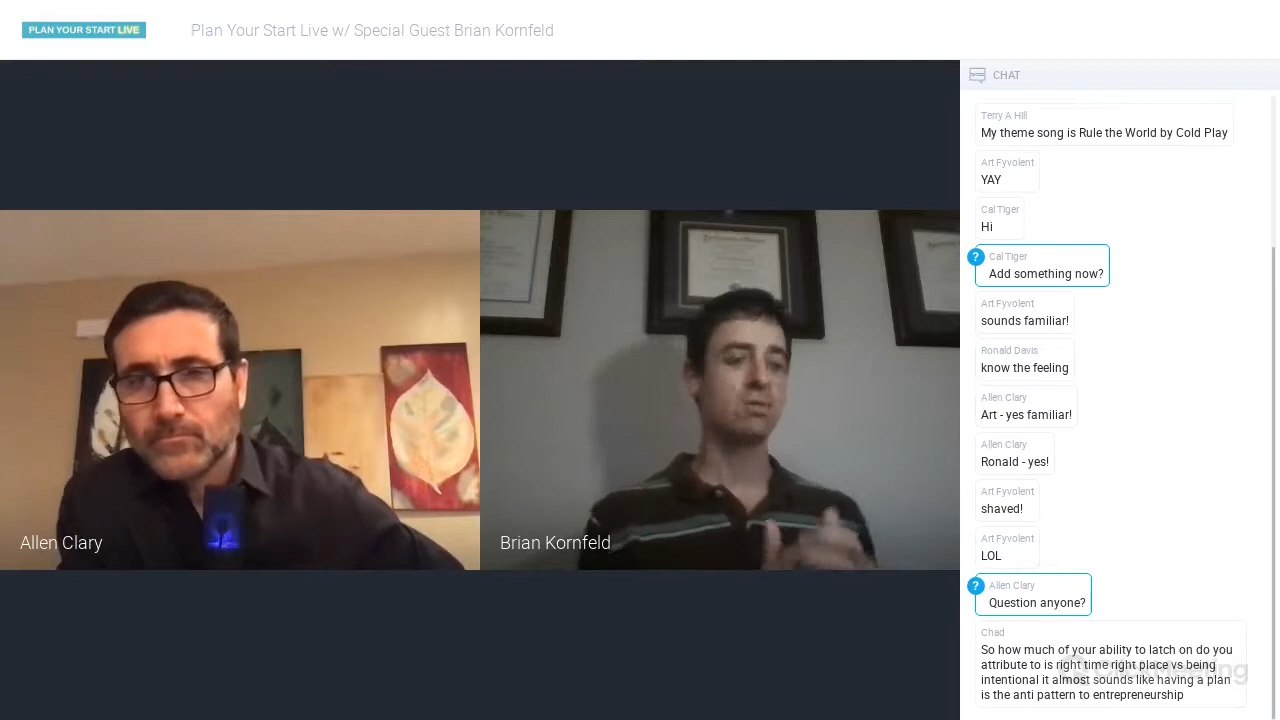 PLAN YOUR START LIVE
Plan Your Start Live w/ Special Guest Brian Kornfeld
CHAT
Terry A Hill
My theme song is Rule the World by Cold Play
Art Fyvolent
YAY
Cal Tiger
Hi
?
Cal Tiger
Add something now?
Art Fyvolent
sounds familiar!
Ronald Davis
know the feeling
Allen Clary
Art - yes familiar!
Allen Clary
Ronald - yes!
Art Fyvolent
shaved!
Art Fyvolent
LOL
?
Allen Clary
Question anyone?
Chad
So how much of your ability to latch on do you
attribute to is right time right place vs being
intentional it almost sounds like having a plan
is the anti pattern to entrepreneurship
ClickMeeting
Allen Clary
Brian Kornfeld